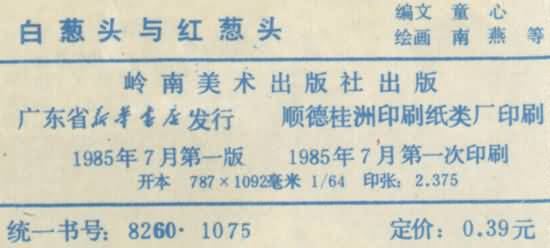 白葱头与红葱头
编文 童心
绘画 南燕 等
岭南美术出版社出版
广东省新华书店发行 顺德桂洲印刷纸类厂印刷
1985年7月第一版 1985年7月第一次印刷
开本 787×1092毫米 1/64 印张: 2.375
统一书号: 8260·1075 定价: 0.39元